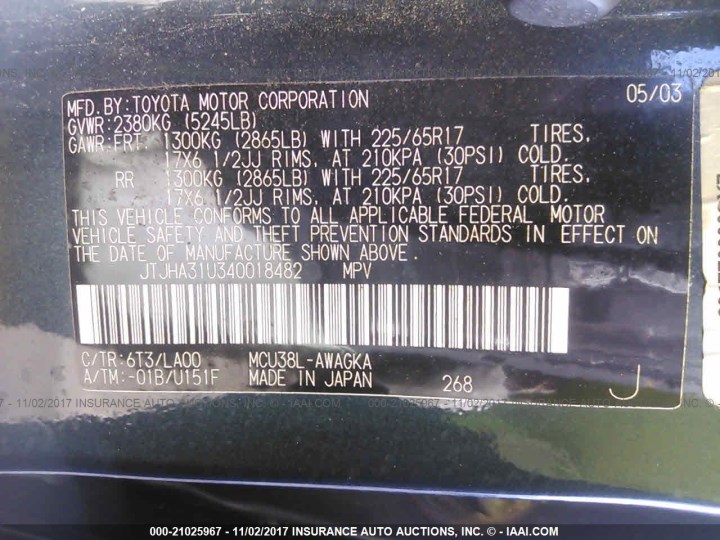 MFD. BY: TOYOTA MOTOR CORPORATION 05/03
GVWR: 2380KG (5245LB)
GAWR: FRT. 1300KG (2865LB) WITH 225/65R17 TIRES,
17X6 1/2JJ RIMS, AT 210KPA (30PSI) COLD.
RR 1300KG (2865LB) WITH 225/65R17 TIRES,
17X6 1/2JJ RIMS, AT 210KPA (30PSI) COLD.
THIS VEHICLE CONFORMS TO ALL APPLICABLE FEDERAL MOTOR
VEHICLE SAFETY AND THEFT PREVENTION STANDARDS IN EFFECT ON
THE DATE OF MANUFACTURE SHOWN ABOVE.
JTJHA31U340018482 MPV
C/TR: 6T3/LA00 MCU38L-AWAGKA
A/TM: -01B/U151F MADE IN JAPAN 268 J
000-21025967 - 11/02/2017 INSURANCE AUTO AUCTIONS, INC. - © - IAAI.COM